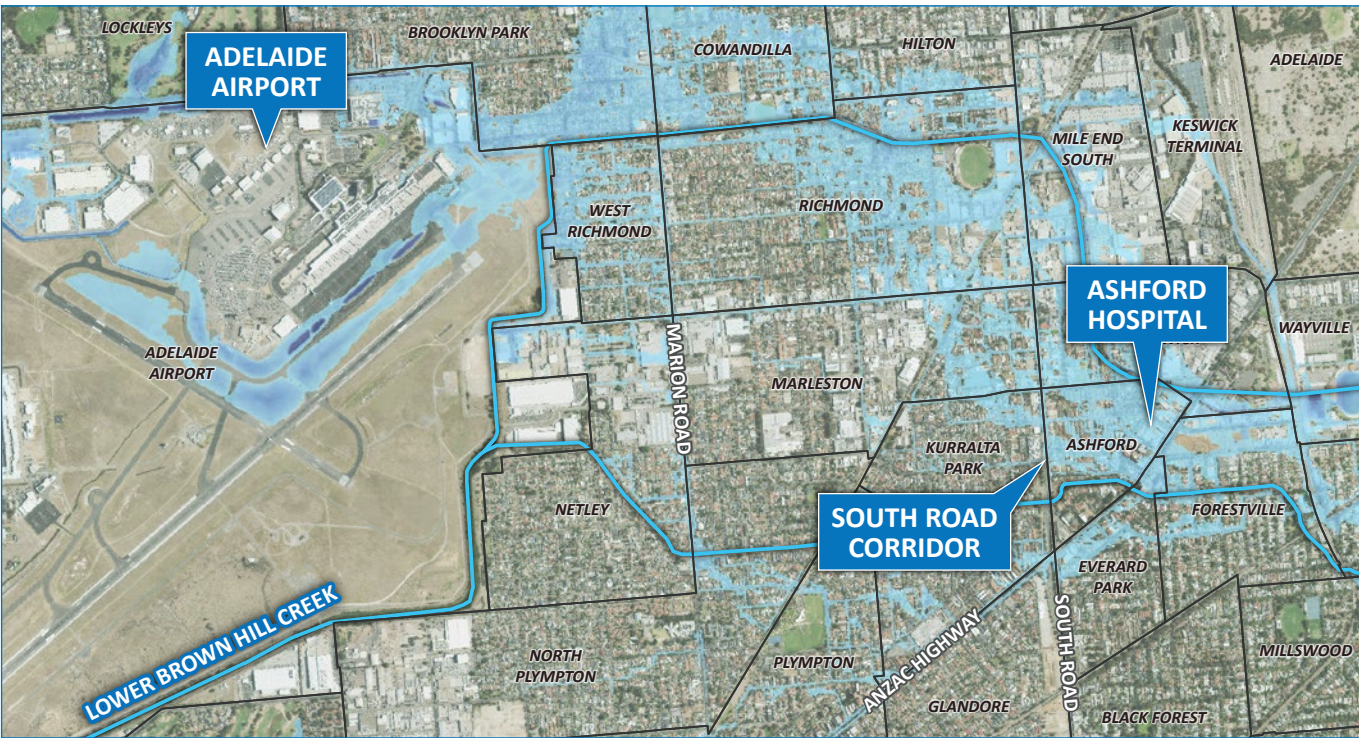 LOCKLEYS
BROOKLYN PARK
COWANDILLA
HILTON
ADELAIDE
ADELAIDE
AIRPORT
MILE END
SOUTH
KESWICK
TERMINAL
WEST
RICHMOND
RICHMOND
ASHFORD
HOSPITAL
WAYVILLE
ADELAIDE
AIRPORT
MARION ROAD
MARLESTON
KURRALTA
PARK
ASHFORD
NETLEY
SOUTH ROAD
CORRIDOR
FORESTVILLE
EVERARD
PARK
LOWER BROWN HILL CREEK
NORTH
PLYMPTON
PLYMPTON
ANZAC HIGHWAY
SOUTH ROAD
MILLSWOOD
GLANDORE
BLACK FOREST